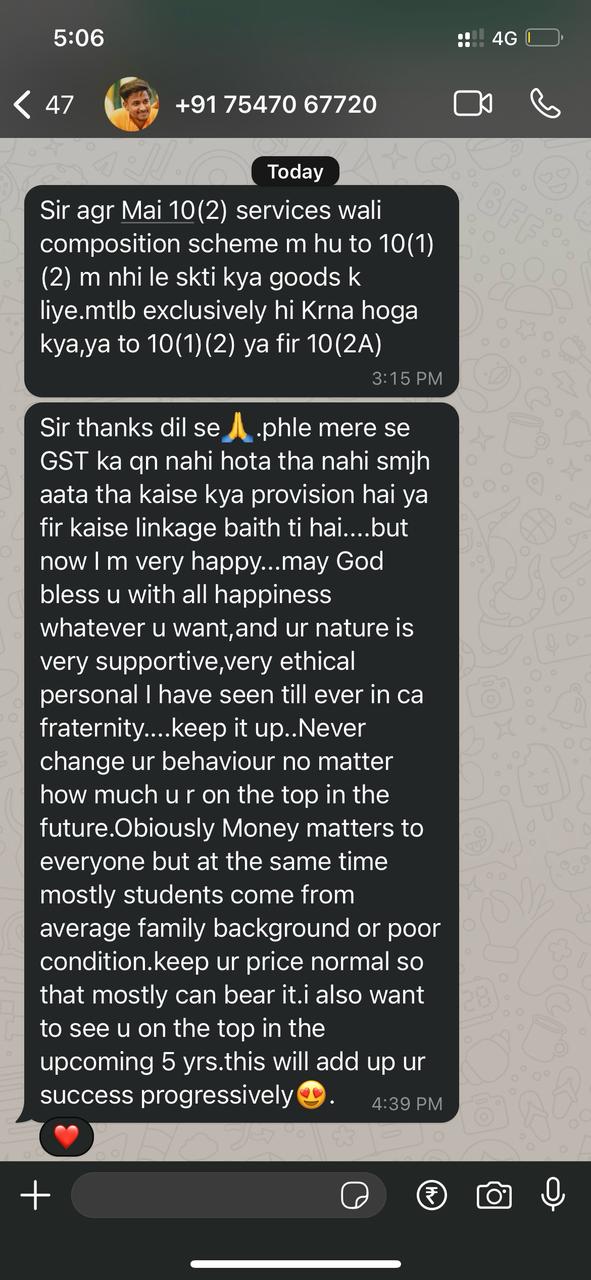 5:06
4G
47
+91 75470 67720
Today
Sir agr Mai 10(2) services wali
composition scheme m hu to 10(1)
(2) m nhi le skti kya goods k
liye.mtlb exclusively hi Krna hoga
kya,ya to 10(1)(2) ya fir 10(2A)
3:15 PM
Sir thanks dil se🙏.phle mere se
GST ka qn nahi hota tha nahi smjh
aata tha kaise kya provision hai ya
fir kaise linkage baith ti hai....but
now I m very happy...may God
bless u with all happiness
whatever u want,and ur nature is
very supportive,very ethical
personal I have seen till ever in ca
fraternity....keep it up..Never
change ur behaviour no matter
how much u r on the top in the
future.Obiously Money matters to
everyone but at the same time
mostly students come from
average family background or poor
condition.keep ur price normal so
that mostly can bear it.i also want
to see u on the top in the
upcoming 5 yrs.this will add up ur
success progressively😍.
4:39 PM